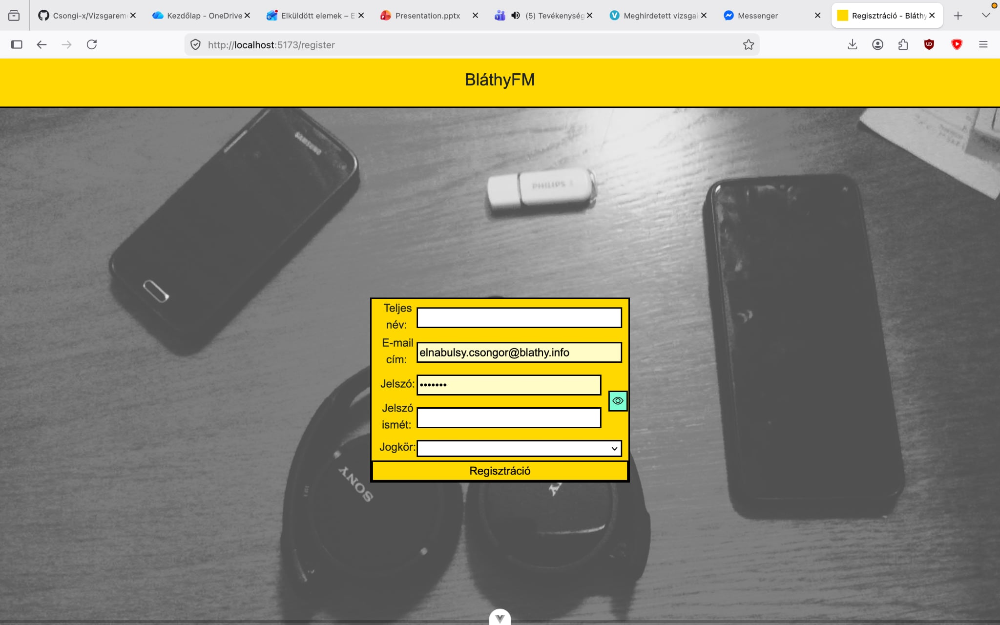 Csongi-x/Vizsgarem
Kezdőlap - OneDrive
Elküldött elemek – E
Presentation.pptx
(5) Tevékenység
Meghirdetett vizsgai
Messenger
Regisztráció - Bláthy
http://localhost:5173/register
BláthyFM
SAMSUNG
PHILIPS
Teljes
név:
E-mail
cím:
elnabulsy.csongor@blathy.info
Jelszó:
•••••••
Jelszó
ismét:
Jogkör:
Regisztráció
SONY